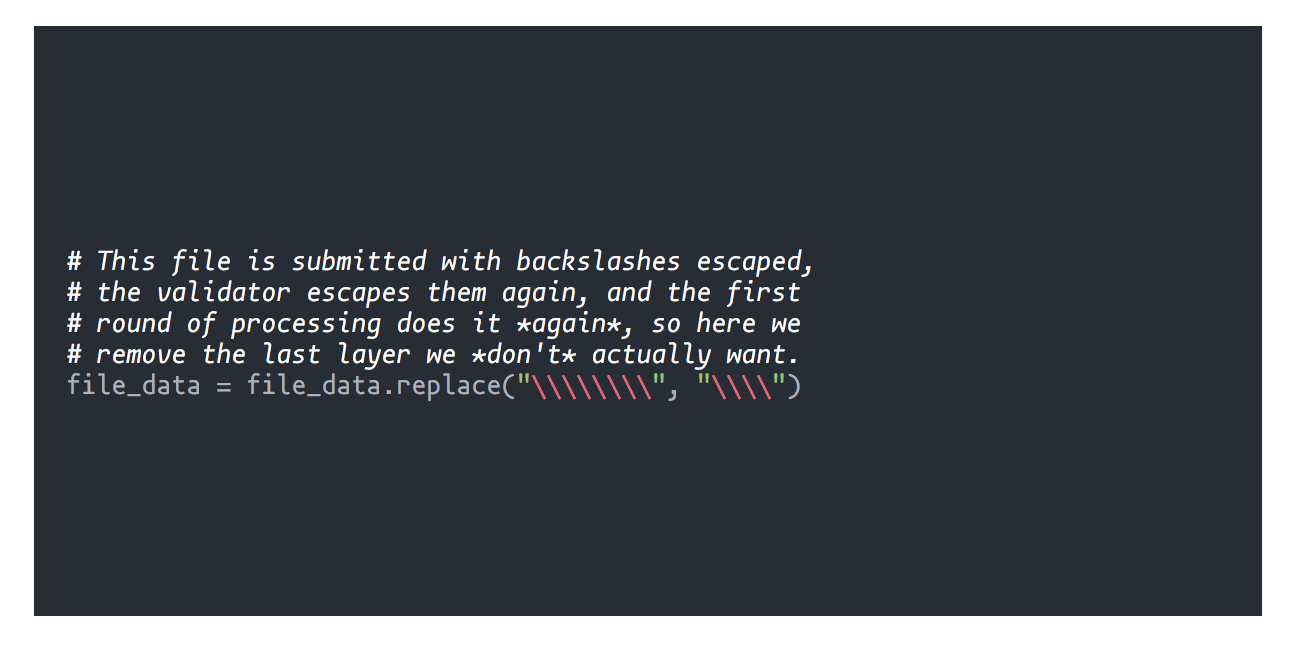 # This file is submitted with backslashes escaped,
# the validator escapes them again, and the first
# round of processing does it *again*, so here we
# remove the last layer we *don't* actually want.
file_data = file_data.replace("\\\\\\\\", "\\\\")